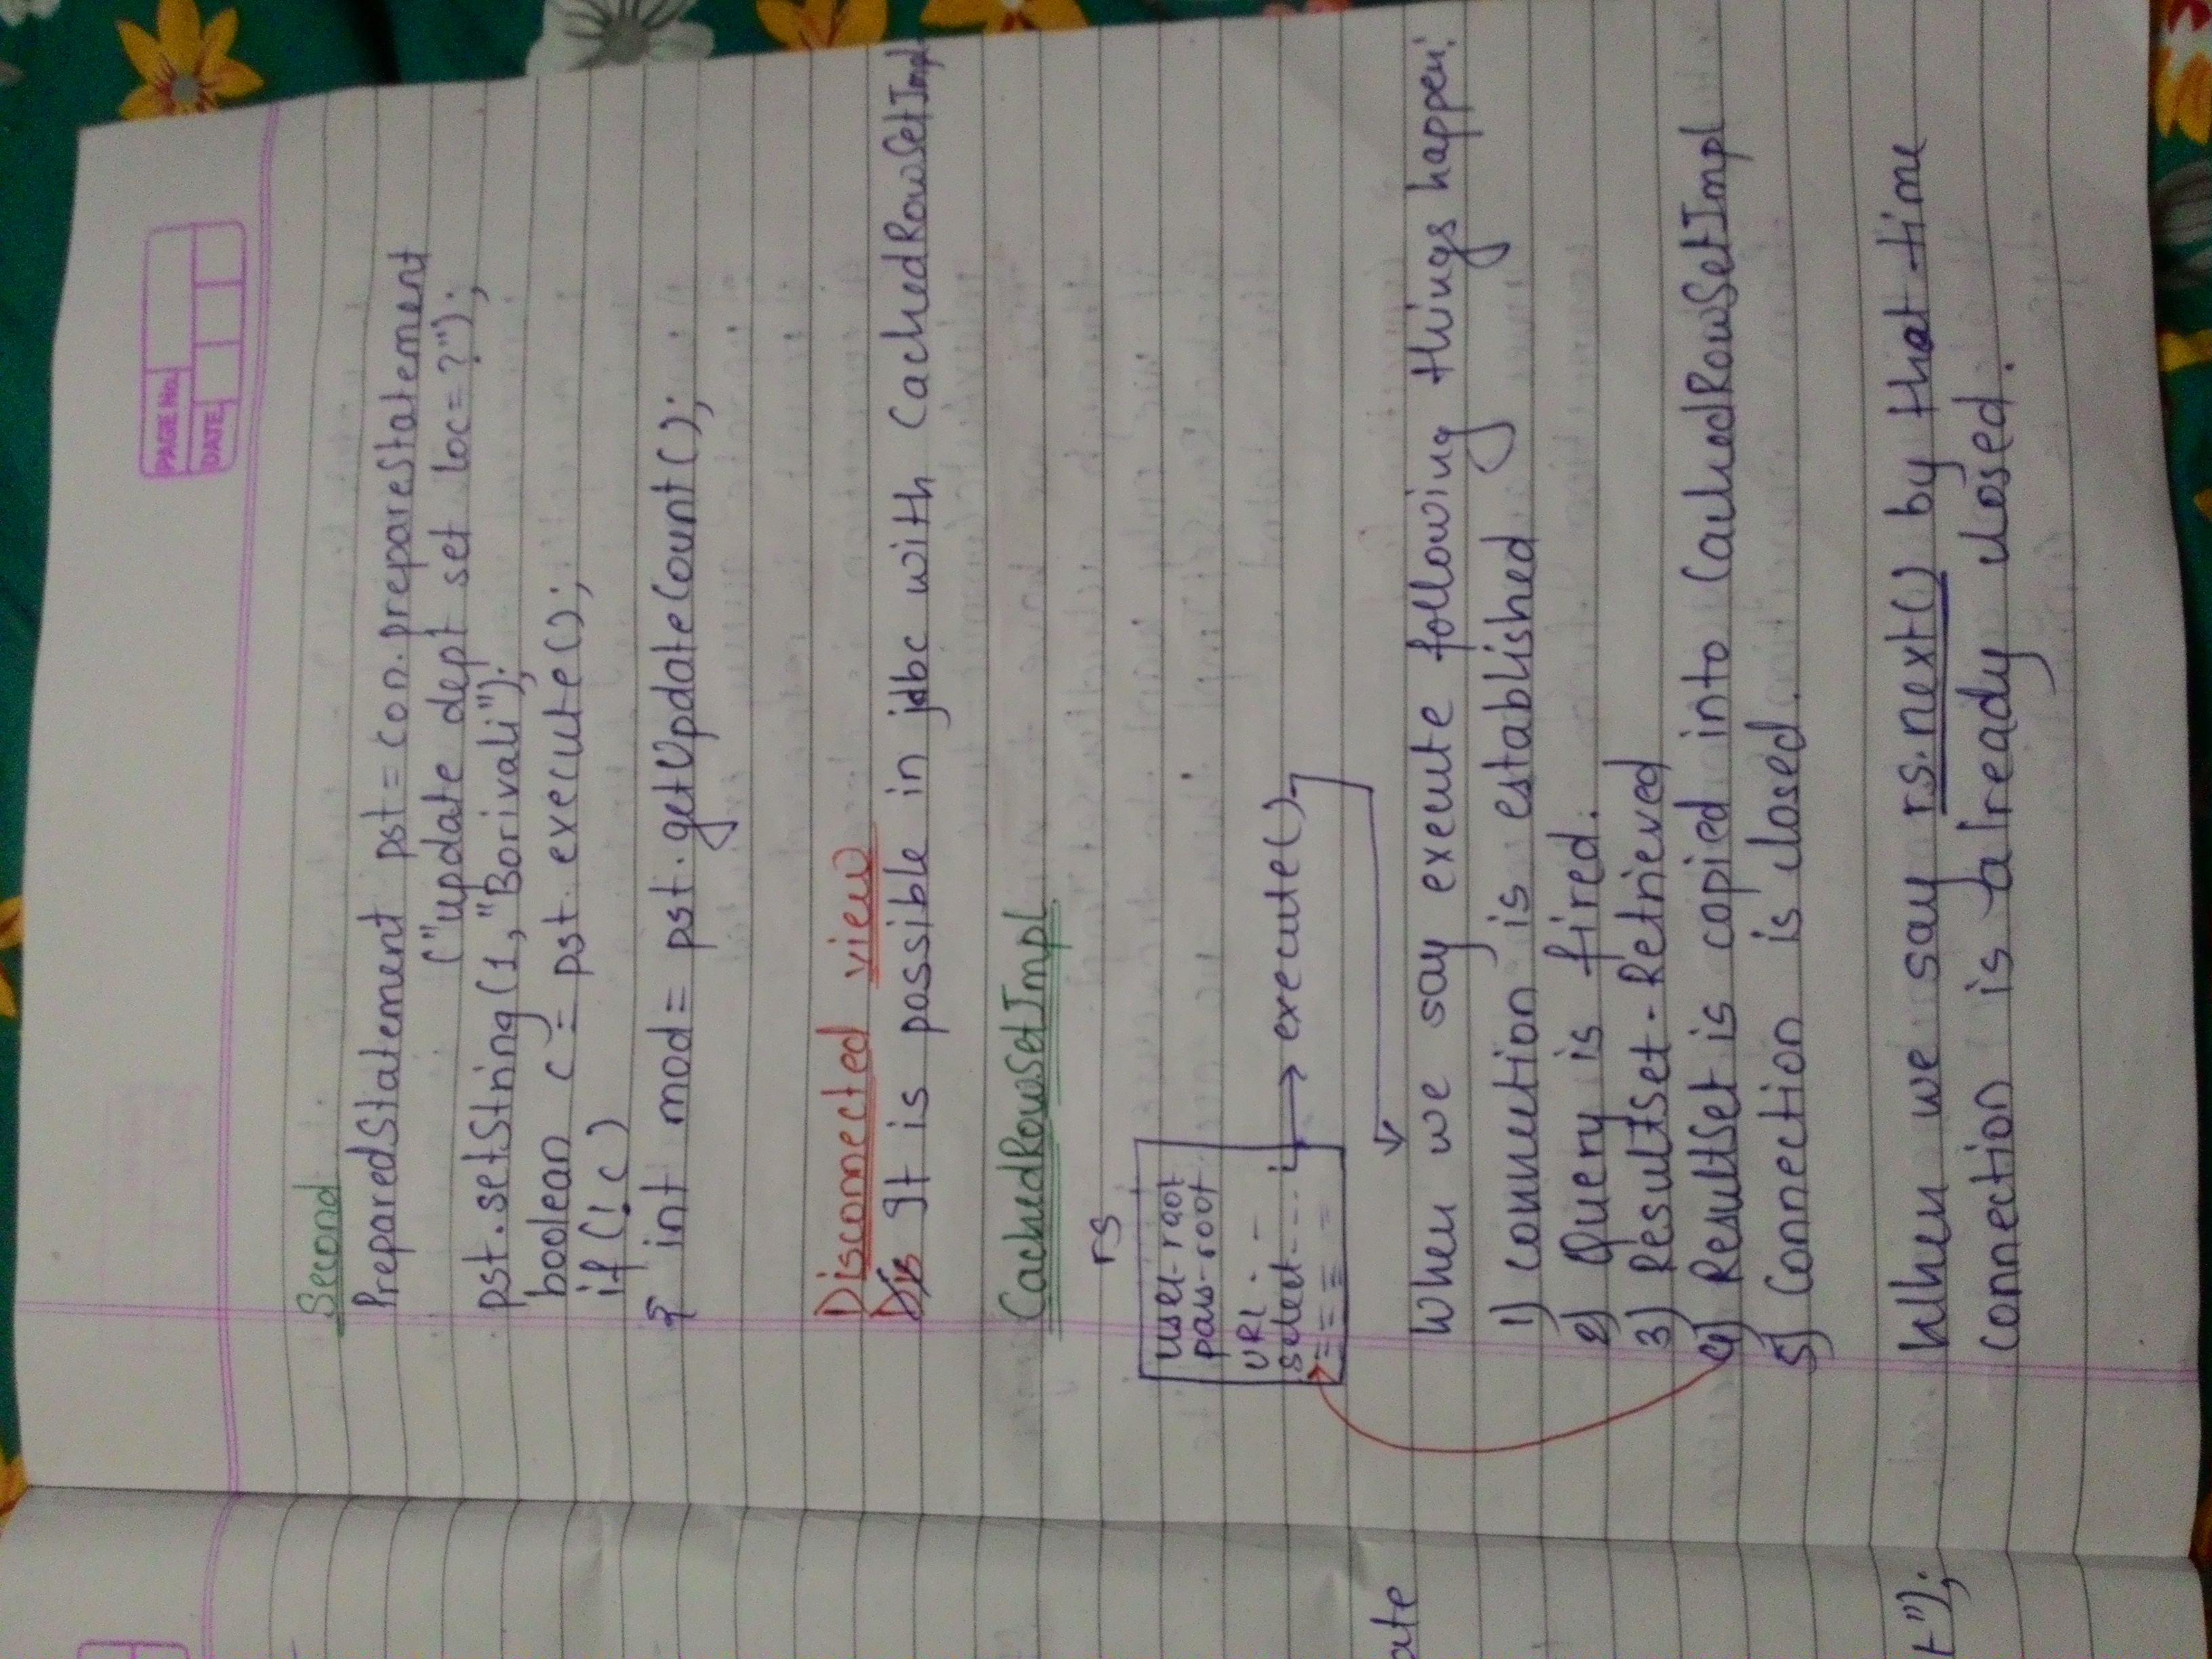 PAGE No.
DATE
Second
PreparedStatement pst = con.prepareStatement
("update dept set loc=?");
pst.setString(1,"Borivali");
boolean c = pst.execute();
if(!c)
{ int mod = pst.getUpdateCount();
Disconnected view
Dis It is possible in jdbc with CachedRowSetImpl
CachedRowSetImpl
rs
user-root
pass-root
URL - -
select---- ; → execute()
When we say execute following things happen:
1) connection is established
2) Query is fired.
3) ResultSet - Retrieved
4) ResultSet is copied into CachedRowSetImpl
5) Connection is closed.
When we say rs.next() by that time
connection is already closed.
ate
t");